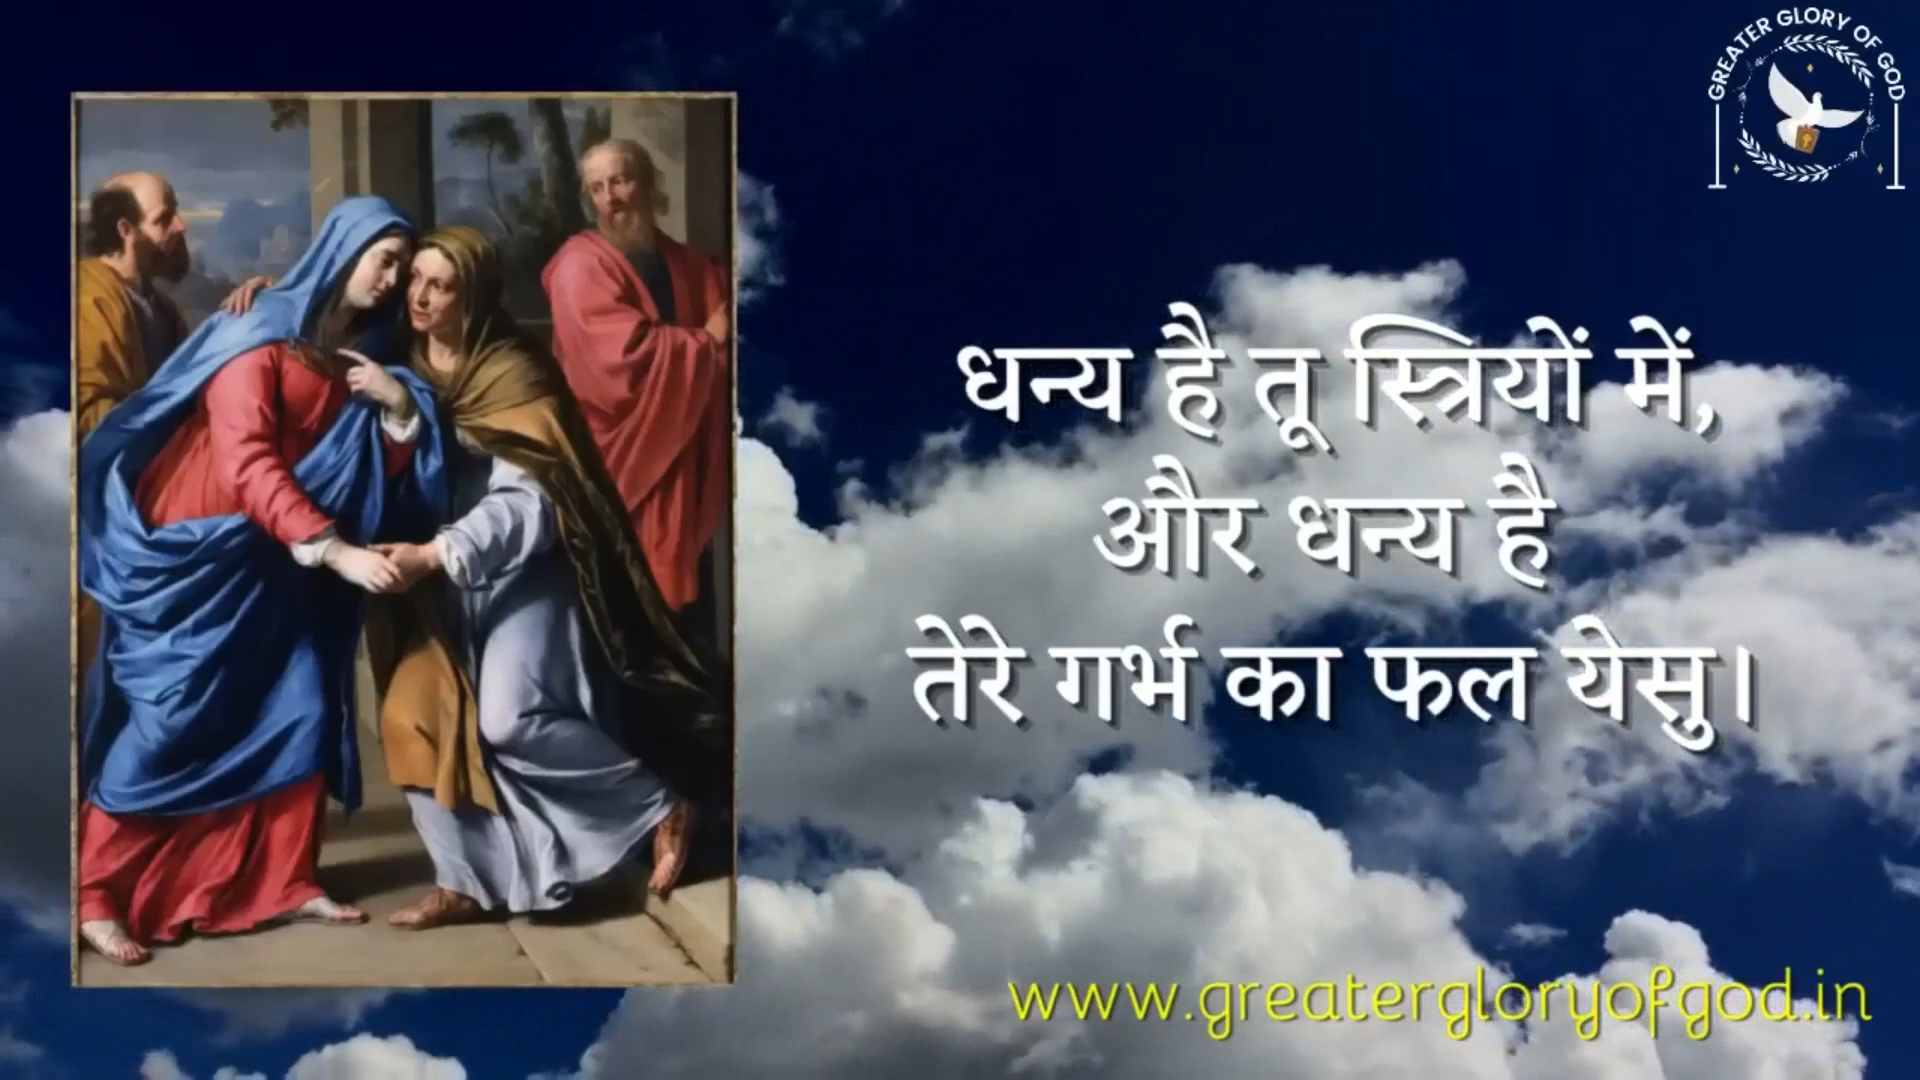 GREATER GLORY OF GOD
धन्य है तू स्त्रियों में,
और धन्य है
तेरे गर्भ का फल येसु।
www.greatergloryofgod.in